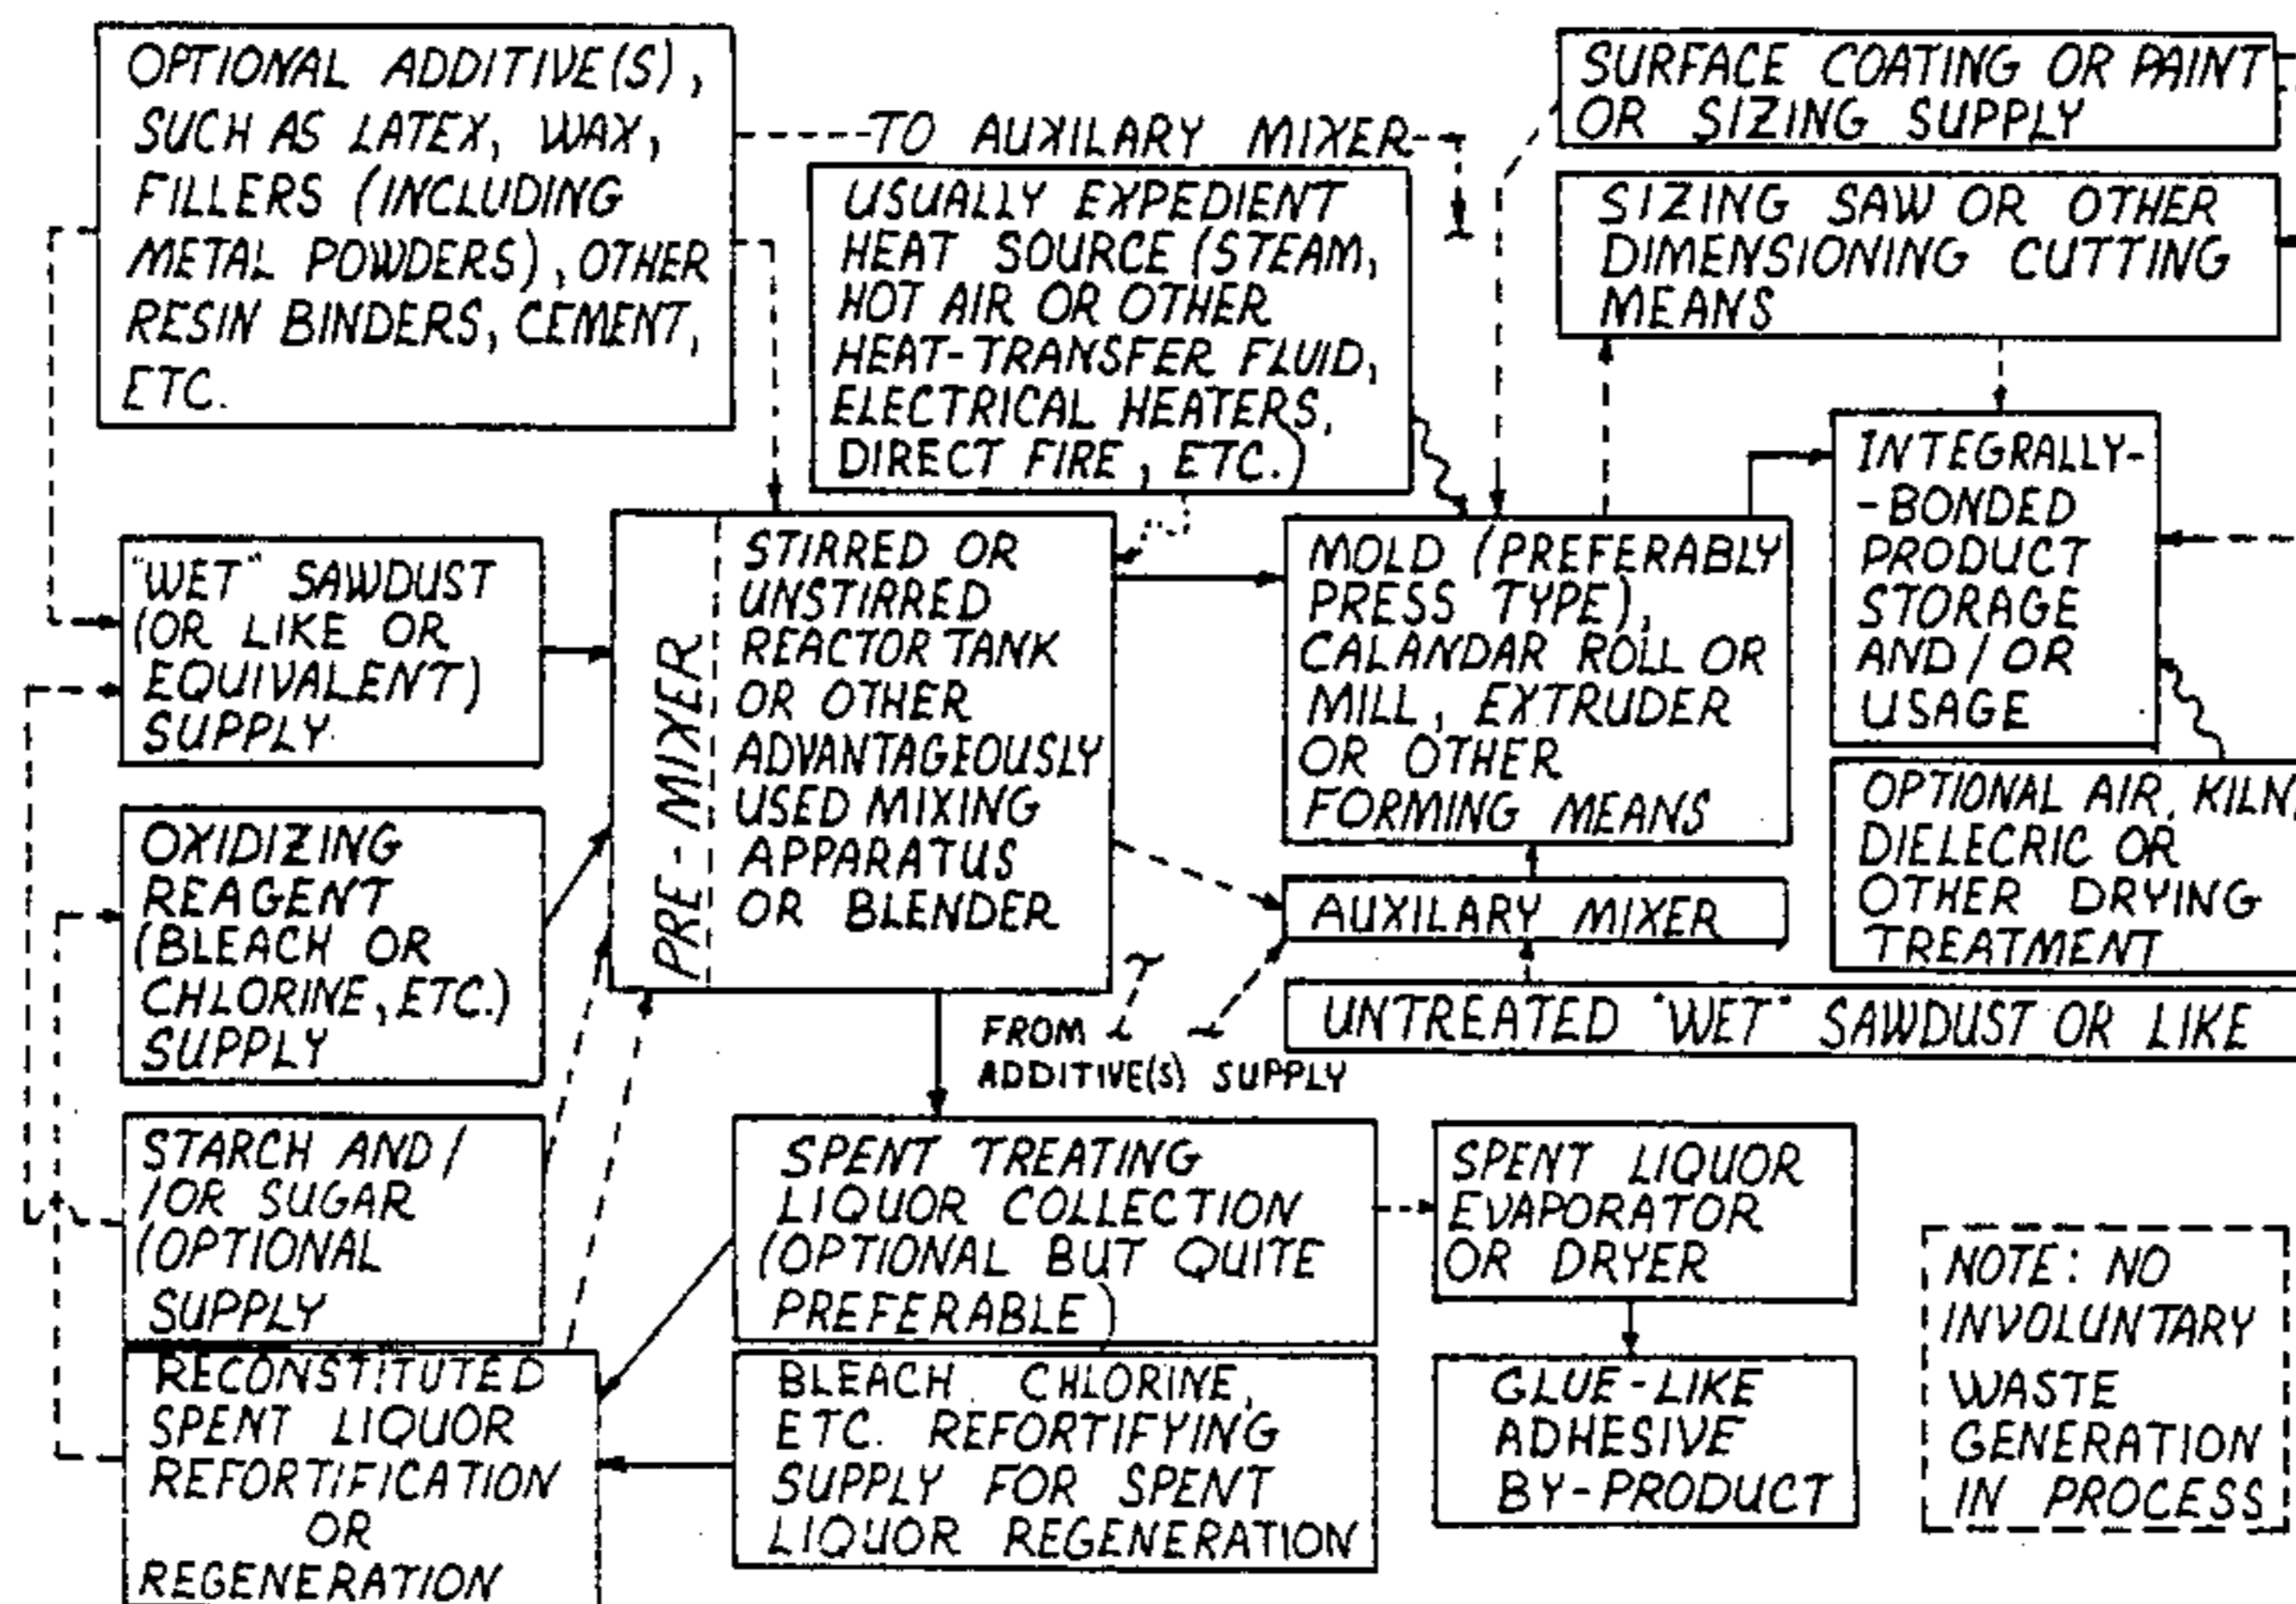 OPTIONAL ADDITIVE(S),
SUCH AS LATEX, WAX,
FILLERS (INCLUDING
METAL POWDERS), OTHER
RESIN BINDERS, CEMENT,
ETC.
TO AUXILARY MIXER
USUALLY EXPEDIENT
HEAT SOURCE (STEAM,
HOT AIR OR OTHER
HEAT-TRANSFER FLUID,
ELECTRICAL HEATERS,
DIRECT FIRE, ETC.)
SURFACE COATING OR PAINT
OR SIZING SUPPLY
SIZING SAW OR OTHER
DIMENSIONING CUTTING
MEANS
"WET" SAWDUST
(OR LIKE OR
EQUIVALENT)
SUPPLY
PRE-MIXER
STIRRED OR
UNSTIRRED
REACTOR TANK
OR OTHER
ADVANTAGEOUSLY
USED MIXING
APPARATUS
OR BLENDER
MOLD (PREFERABLY
PRESS TYPE),
CALANDAR ROLL OR
MILL, EXTRUDER
OR OTHER
FORMING MEANS
INTEGRALLY-
-BONDED
PRODUCT
STORAGE
AND/OR
USAGE
OXIDIZING
REAGENT
(BLEACH OR
CHLORINE, ETC.)
SUPPLY
AUXILARY MIXER
OPTIONAL AIR, KILN,
DIELECRIC OR
OTHER DRYING
TREATMENT
UNTREATED "WET" SAWDUST OR LIKE
FROM
ADDITIVE(S) SUPPLY
STARCH AND/
/OR SUGAR
(OPTIONAL
SUPPLY
SPENT TREATING
LIQUOR COLLECTION
(OPTIONAL BUT QUITE
PREFERABLE)
SPENT LIQUOR
EVAPORATOR
OR DRYER
RECONSTITUTED
SPENT LIQUOR
REFORTIFICATION
OR
REGENERATION
BLEACH CHLORINE,
ETC. REFORTIFYING
SUPPLY FOR SPENT
LIQUOR REGENERATION
GLUE-LIKE
ADHESIVE
BY-PRODUCT
NOTE: NO
INVOLUNTARY
WASTE
GENERATION
IN PROCESS